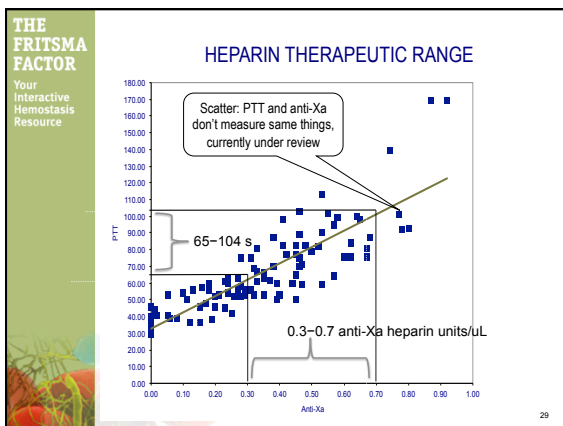 THE
FRITSMA
FACTOR
Your
Interactive
Hemostasis
Resource
HEPARIN THERAPEUTIC RANGE
180.00
170.00
160.00
150.00
140.00
130.00
120.00
110.00
100.00
90.00
80.00
70.00
60.00
50.00
40.00
30.00
20.00
10.00
0.00
PTT
Scatter: PTT and anti-Xa
don't measure same things,
currently under review
65–104 s
0.3–0.7 anti-Xa heparin units/uL
0.00 0.10 0.20 0.30 0.40 0.50 0.60 0.70 0.80 0.90 1.00
Anti-Xa
29